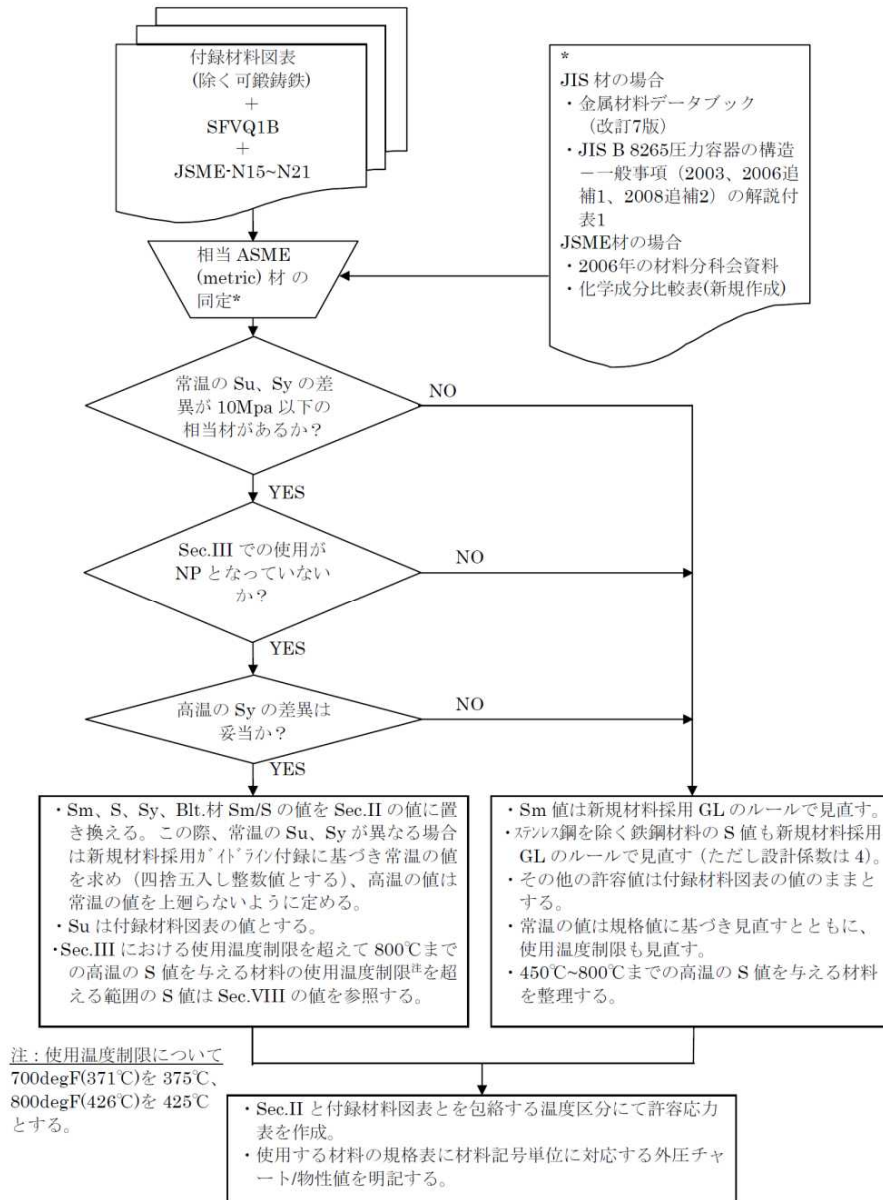 付録材料図表
(除く可鍛鋳鉄)
+
SFVQ1B
+
JSME-N15~N21
*
JIS 材の場合
・金属材料データブック
（改訂7版）
・JIS B 8265圧力容器の構造
－一般事項（2003、2006追
補1、2008追補2）の解説付
表1
JSME材の場合
・2006年の材料分科会資料
・化学成分比較表(新規作成)
相当 ASME
(metric) 材 の
同定*
常温の Su、Sy の差
異が 10Mpa 以下の
相当材があるか？
NO
YES
Sec.III での使用が
NP となっていない
か？
NO
YES
高温の Sy の差異は
妥当か？
NO
YES
・Sm、S、Sy、Blt.材 Sm/S の値を Sec.II の値に置
き換える。この際、常温の Su、Sy が異なる場合
は新規材料採用ｶﾞｲﾄﾞﾗｲﾝ付録に基づき常温の値
を求め（四捨五入し整数値とする）、高温の値は
常温の値を上廻らないように定める。
・Su は付録材料図表の値とする。
・Sec.III における使用温度制限を超えて 800℃まで
の高温の S 値を与える材料の使用温度制限注を超
える範囲の S 値は Sec.VIII の値を参照する。
・Sm 値は新規材料採用 GL のルールで見直す。
・ｽﾃﾝﾚｽ鋼を除く鉄鋼材料の S 値も新規材料採用
GL のルールで見直す（ただし設計係数は 4）。
・その他の許容値は付録材料図表の値のままと
する。
・常温の値は規格値に基づき見直すとともに、
使用温度制限も見直す。
・450℃~800℃までの高温の S 値を与える材料
を整理する。
注：使用温度制限について
700degF(371℃)を 375℃、
800degF(426℃)を 425℃
とする。
・Sec.II と付録材料図表とを包絡する温度区分にて許容応力
表を作成。
・使用する材料の規格表に材料記号単位に対応する外圧チャ
ート/物性値を明記する。